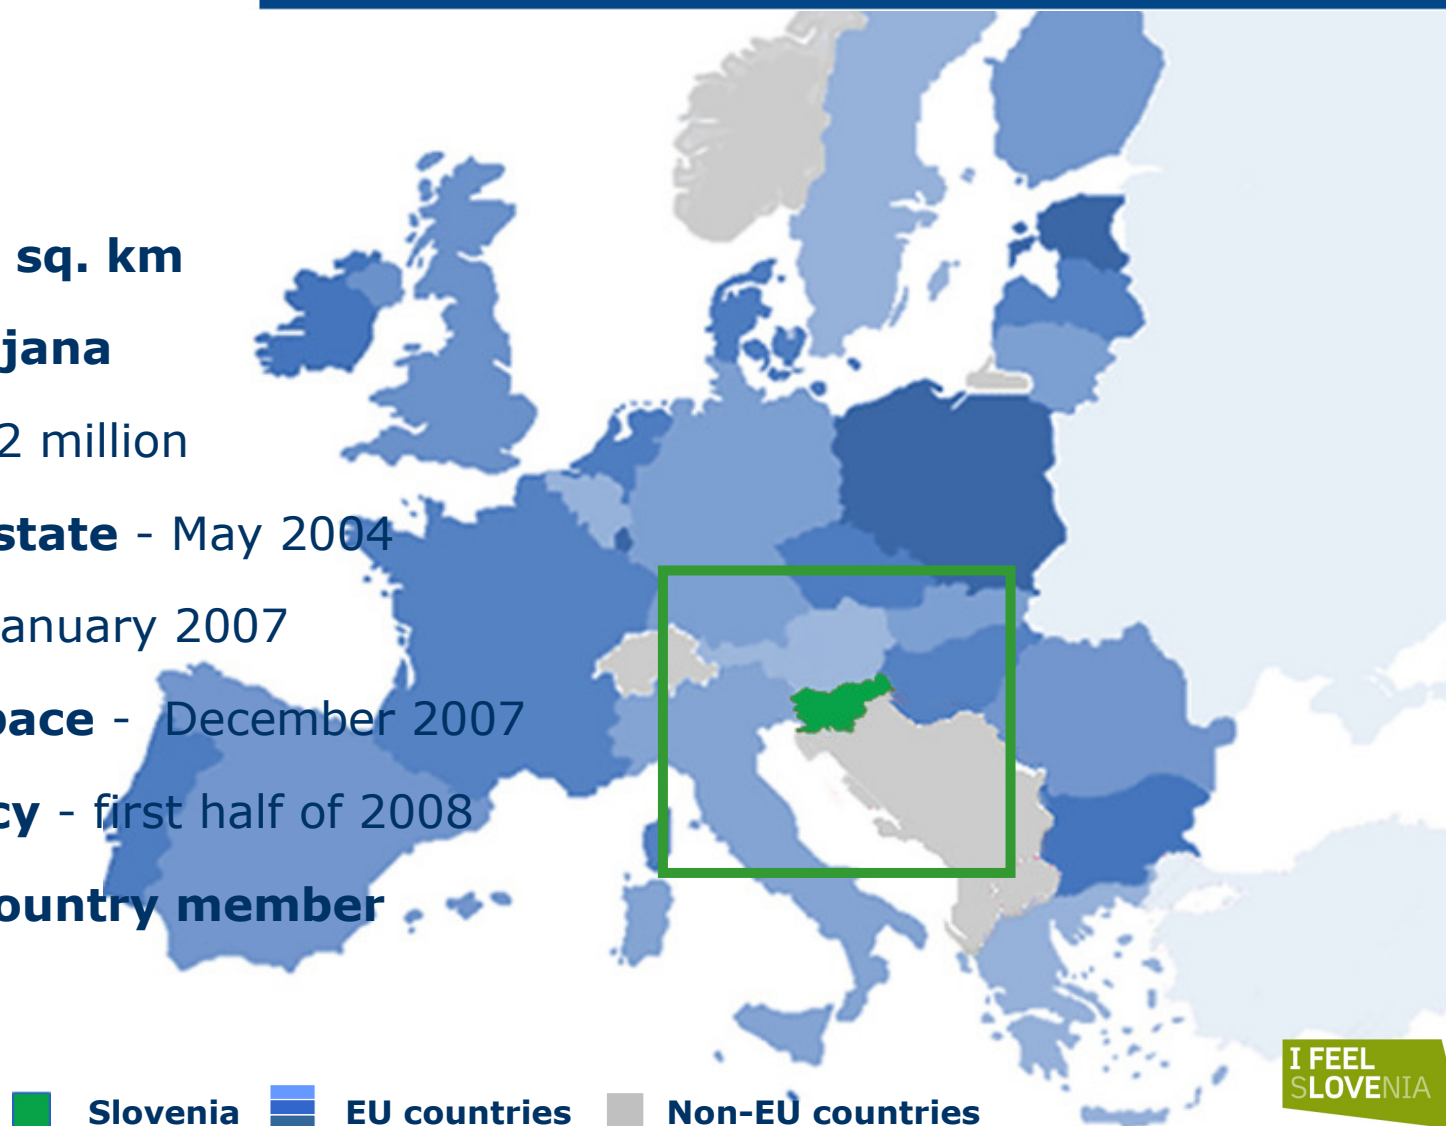 sq. km
jana
2 million
state - May 2004
anuary 2007
pace - December 2007
cy - first half of 2008
ountry member
Slovenia
EU countries
Non-EU countries
I FEEL
SLOVENIA